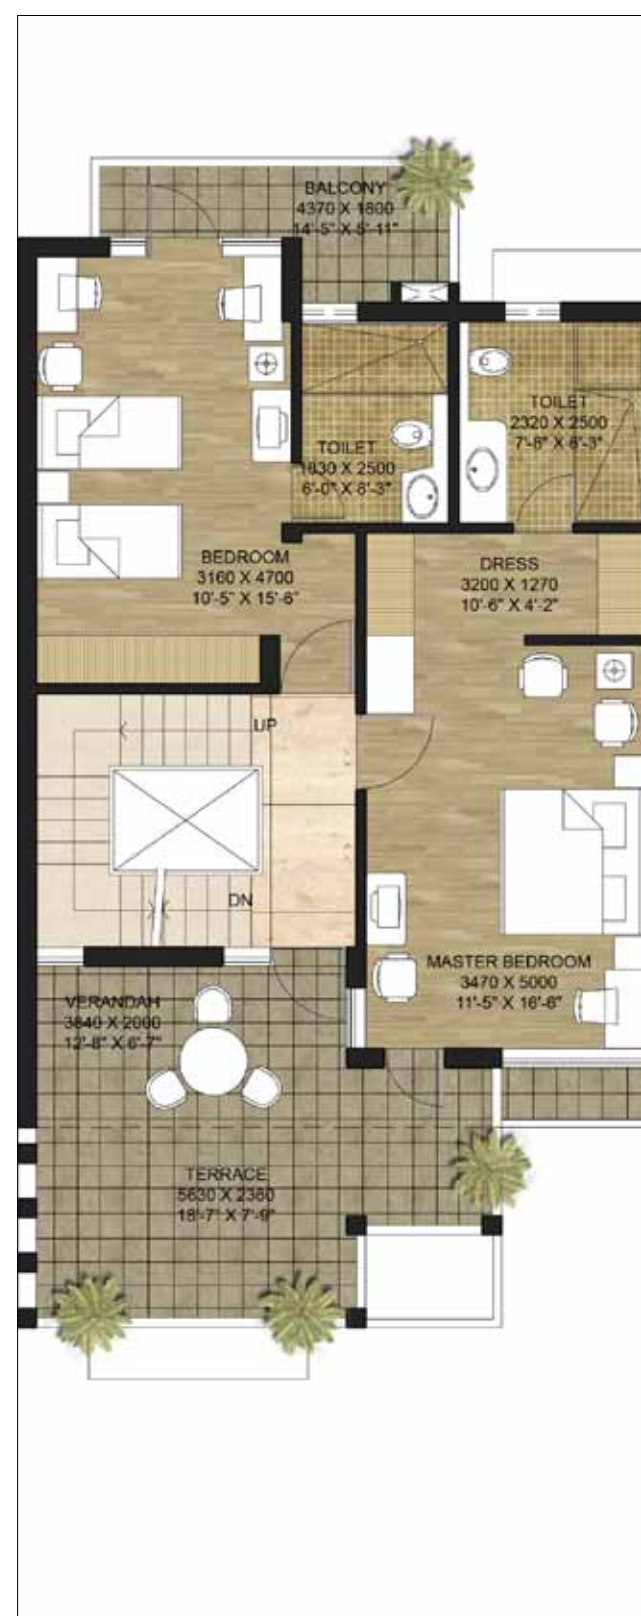 BALCONY
4370 X 1800
14'-5" X 5'-11"
TOILET
2320 X 2500
7'-8" X 8'-3"
TOILET
1830 X 2500
6'-0" X 8'-3"
BEDROOM
3160 X 4700
10'-5" X 15'-6"
DRESS
3200 X 1270
10'-6" X 4'-2"
UP
DN
MASTER BEDROOM
3470 X 5000
11'-5" X 16'-6"
VERANDAH
3840 X 2000
12'-8" X 6'-7"
TERRACE
5630 X 2360
18'-7" X 7'-9"